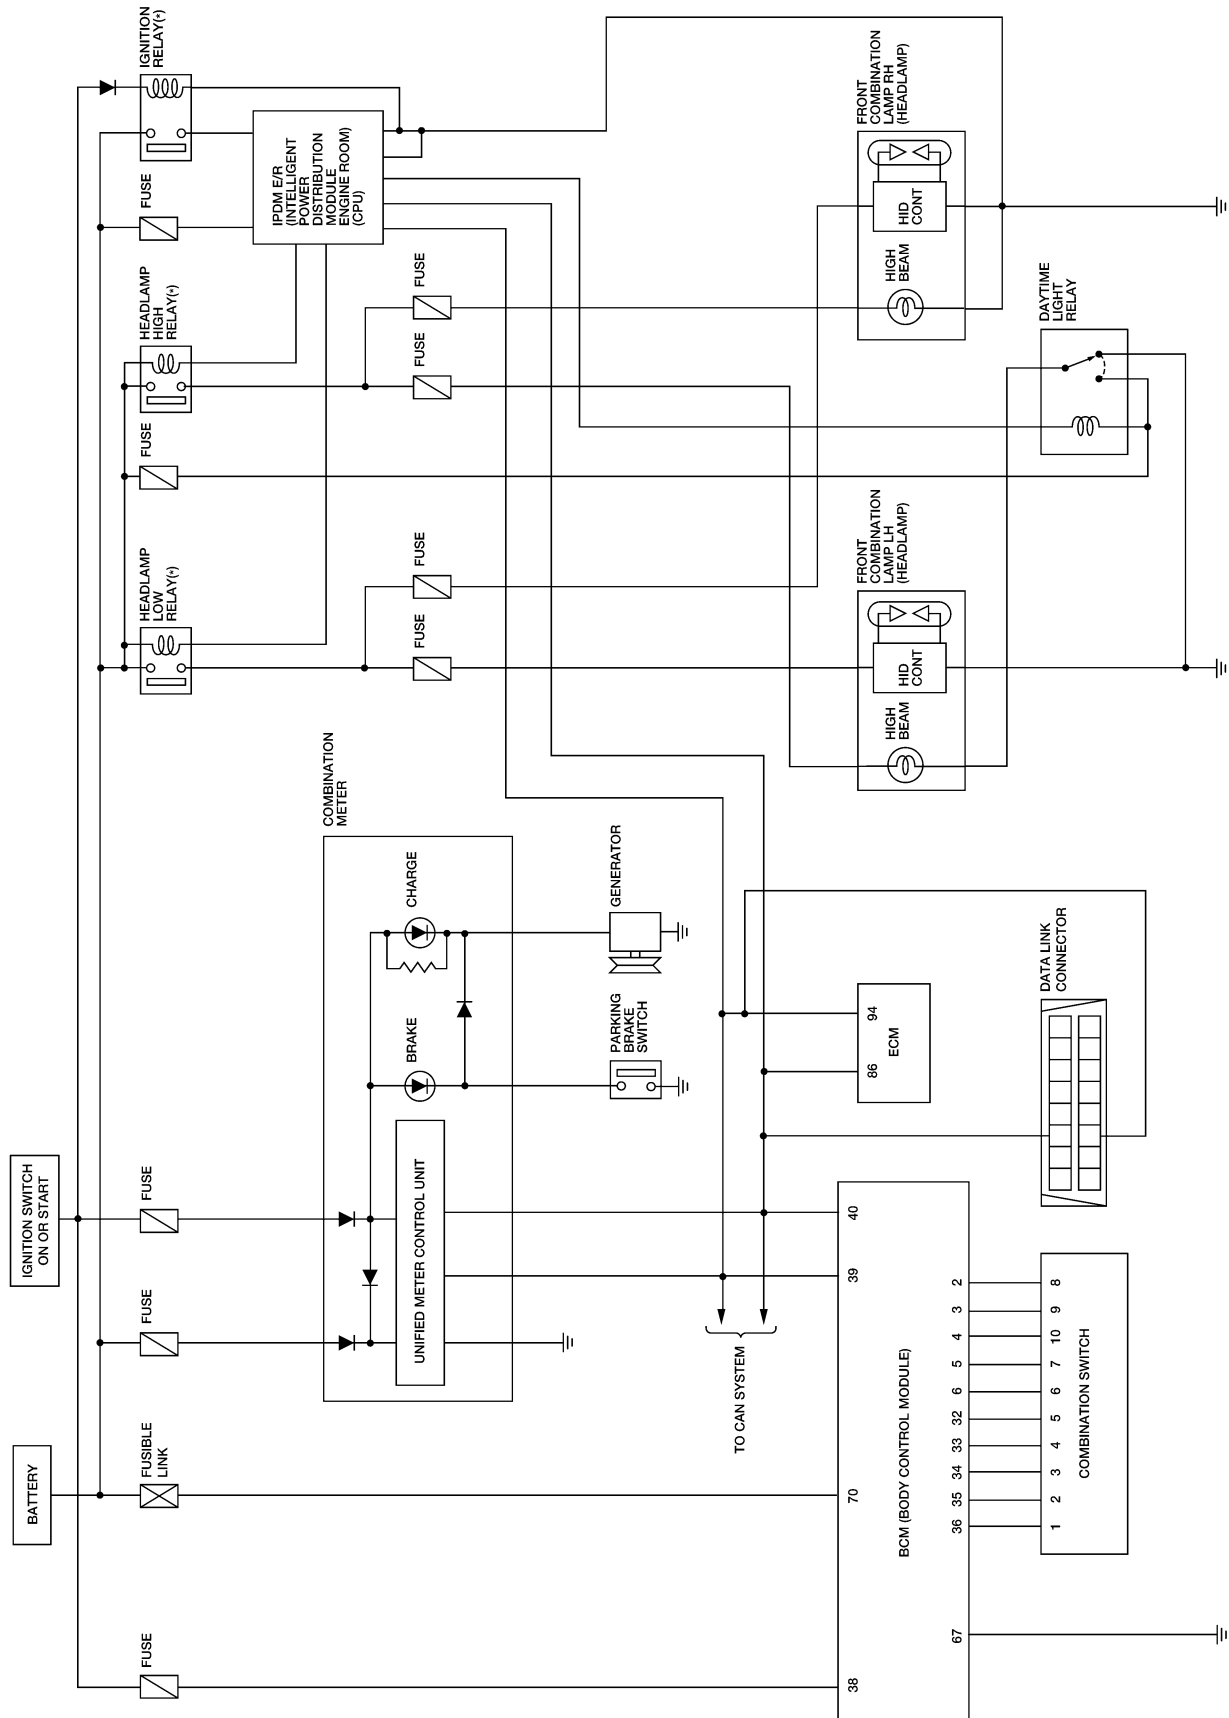 BATTERY
IGNITION SWITCH
ON OR START
FUSE
FUSIBLE
LINK
FUSE
FUSE
HEADLAMP
LOW
RELAY(*)
FUSE
HEADLAMP
HIGH
RELAY(*)
FUSE
IGNITION
RELAY(*)
IPDM E/R
(INTELLIGENT
POWER
DISTRIBUTION
MODULE
ENGINE ROOM)
(CPU)
COMBINATION
METER
UNIFIED METER CONTROL UNIT
BRAKE
CHARGE
FUSE
FUSE
FUSE
FUSE
PARKING
BRAKE
SWITCH
GENERATOR
TO CAN SYSTEM
38
70
39
40
BCM (BODY CONTROL MODULE)
67
36
35
34
33
32
6
5
4
3
2
1
2
3
4
5
6
7
10
9
8
COMBINATION SWITCH
86
94
ECM
DATA LINK
CONNECTOR
FRONT
COMBINATION
LAMP LH
(HEADLAMP)
HIGH
BEAM
HID
CONT
FRONT
COMBINATION
LAMP RH
(HEADLAMP)
HIGH
BEAM
HID
CONT
DAYTIME
LIGHT
RELAY